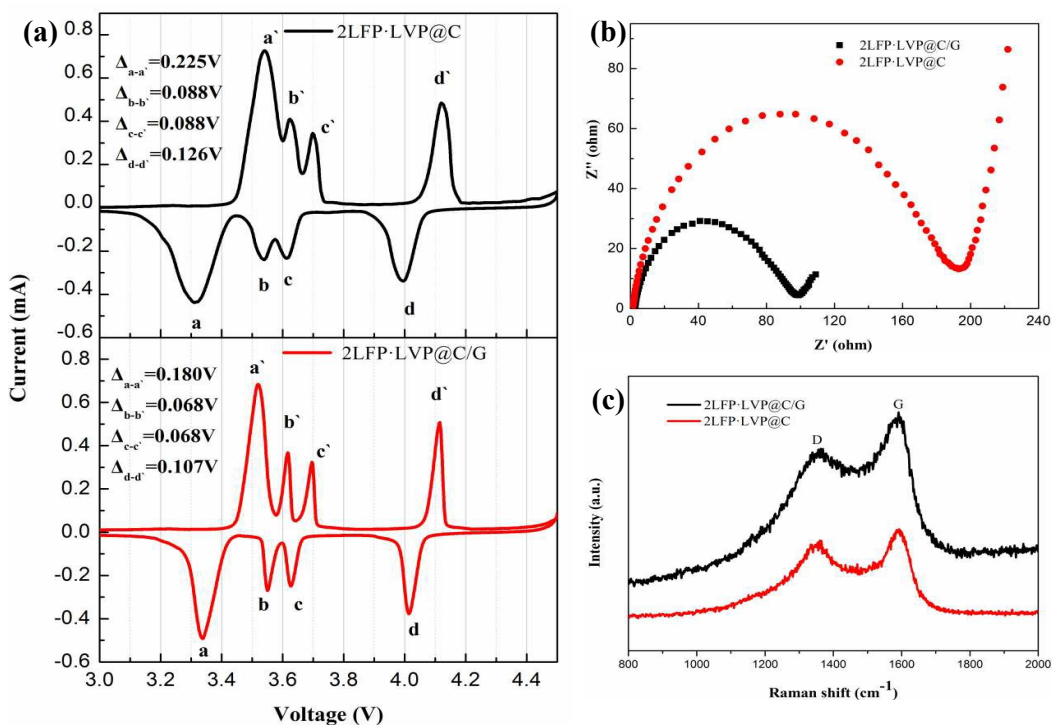 (a)
2LFP·LVP@C
Δa-a`=0.225V
Δb-b`=0.088V
Δc-c`=0.088V
Δd-d`=0.126V
a`
b`
c`
d`
a
b
c
d
0.8
0.6
0.4
0.2
0.0
-0.2
-0.4
-0.6
2LFP·LVP@C/G
Δa-a`=0.180V
Δb-b`=0.068V
Δc-c`=0.068V
Δd-d`=0.107V
a`
b`
c`
d`
a
b
c
d
0.8
0.6
0.4
0.2
0.0
-0.2
-0.4
-0.6
Current (mA)
3.0 3.2 3.4 3.6 3.8 4.0 4.2 4.4
Voltage (V)
(b)
2LFP·LVP@C/G
2LFP·LVP@C
80
60
40
20
0
Z'' (ohm)
0 40 80 120 160 200 240
Z' (ohm)
(c)
2LFP·LVP@C/G
2LFP·LVP@C
D
G
Intensity (a.u.)
800 1000 1200 1400 1600 1800 2000
Raman shift (cm-1)